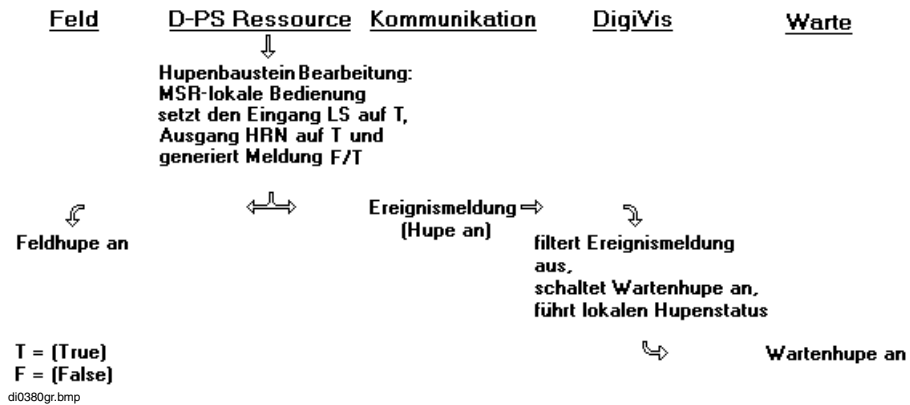 Feld D-PS Ressource Kommunikation DigiVis Warte
Hupenbaustein Bearbeitung:
MSR-lokale Bedienung
setzt den Eingang LS auf T,
Ausgang HRN auf T und
generiert Meldung F/T
Feldhupe an
Ereignismeldung
(Hupe an)
filtert Ereignismeldung
aus,
schaltet Wartenhupe an,
führt lokalen Hupenstatus
Wartenhupe an
T = (True)
F = (False)
di0380gr.bmp